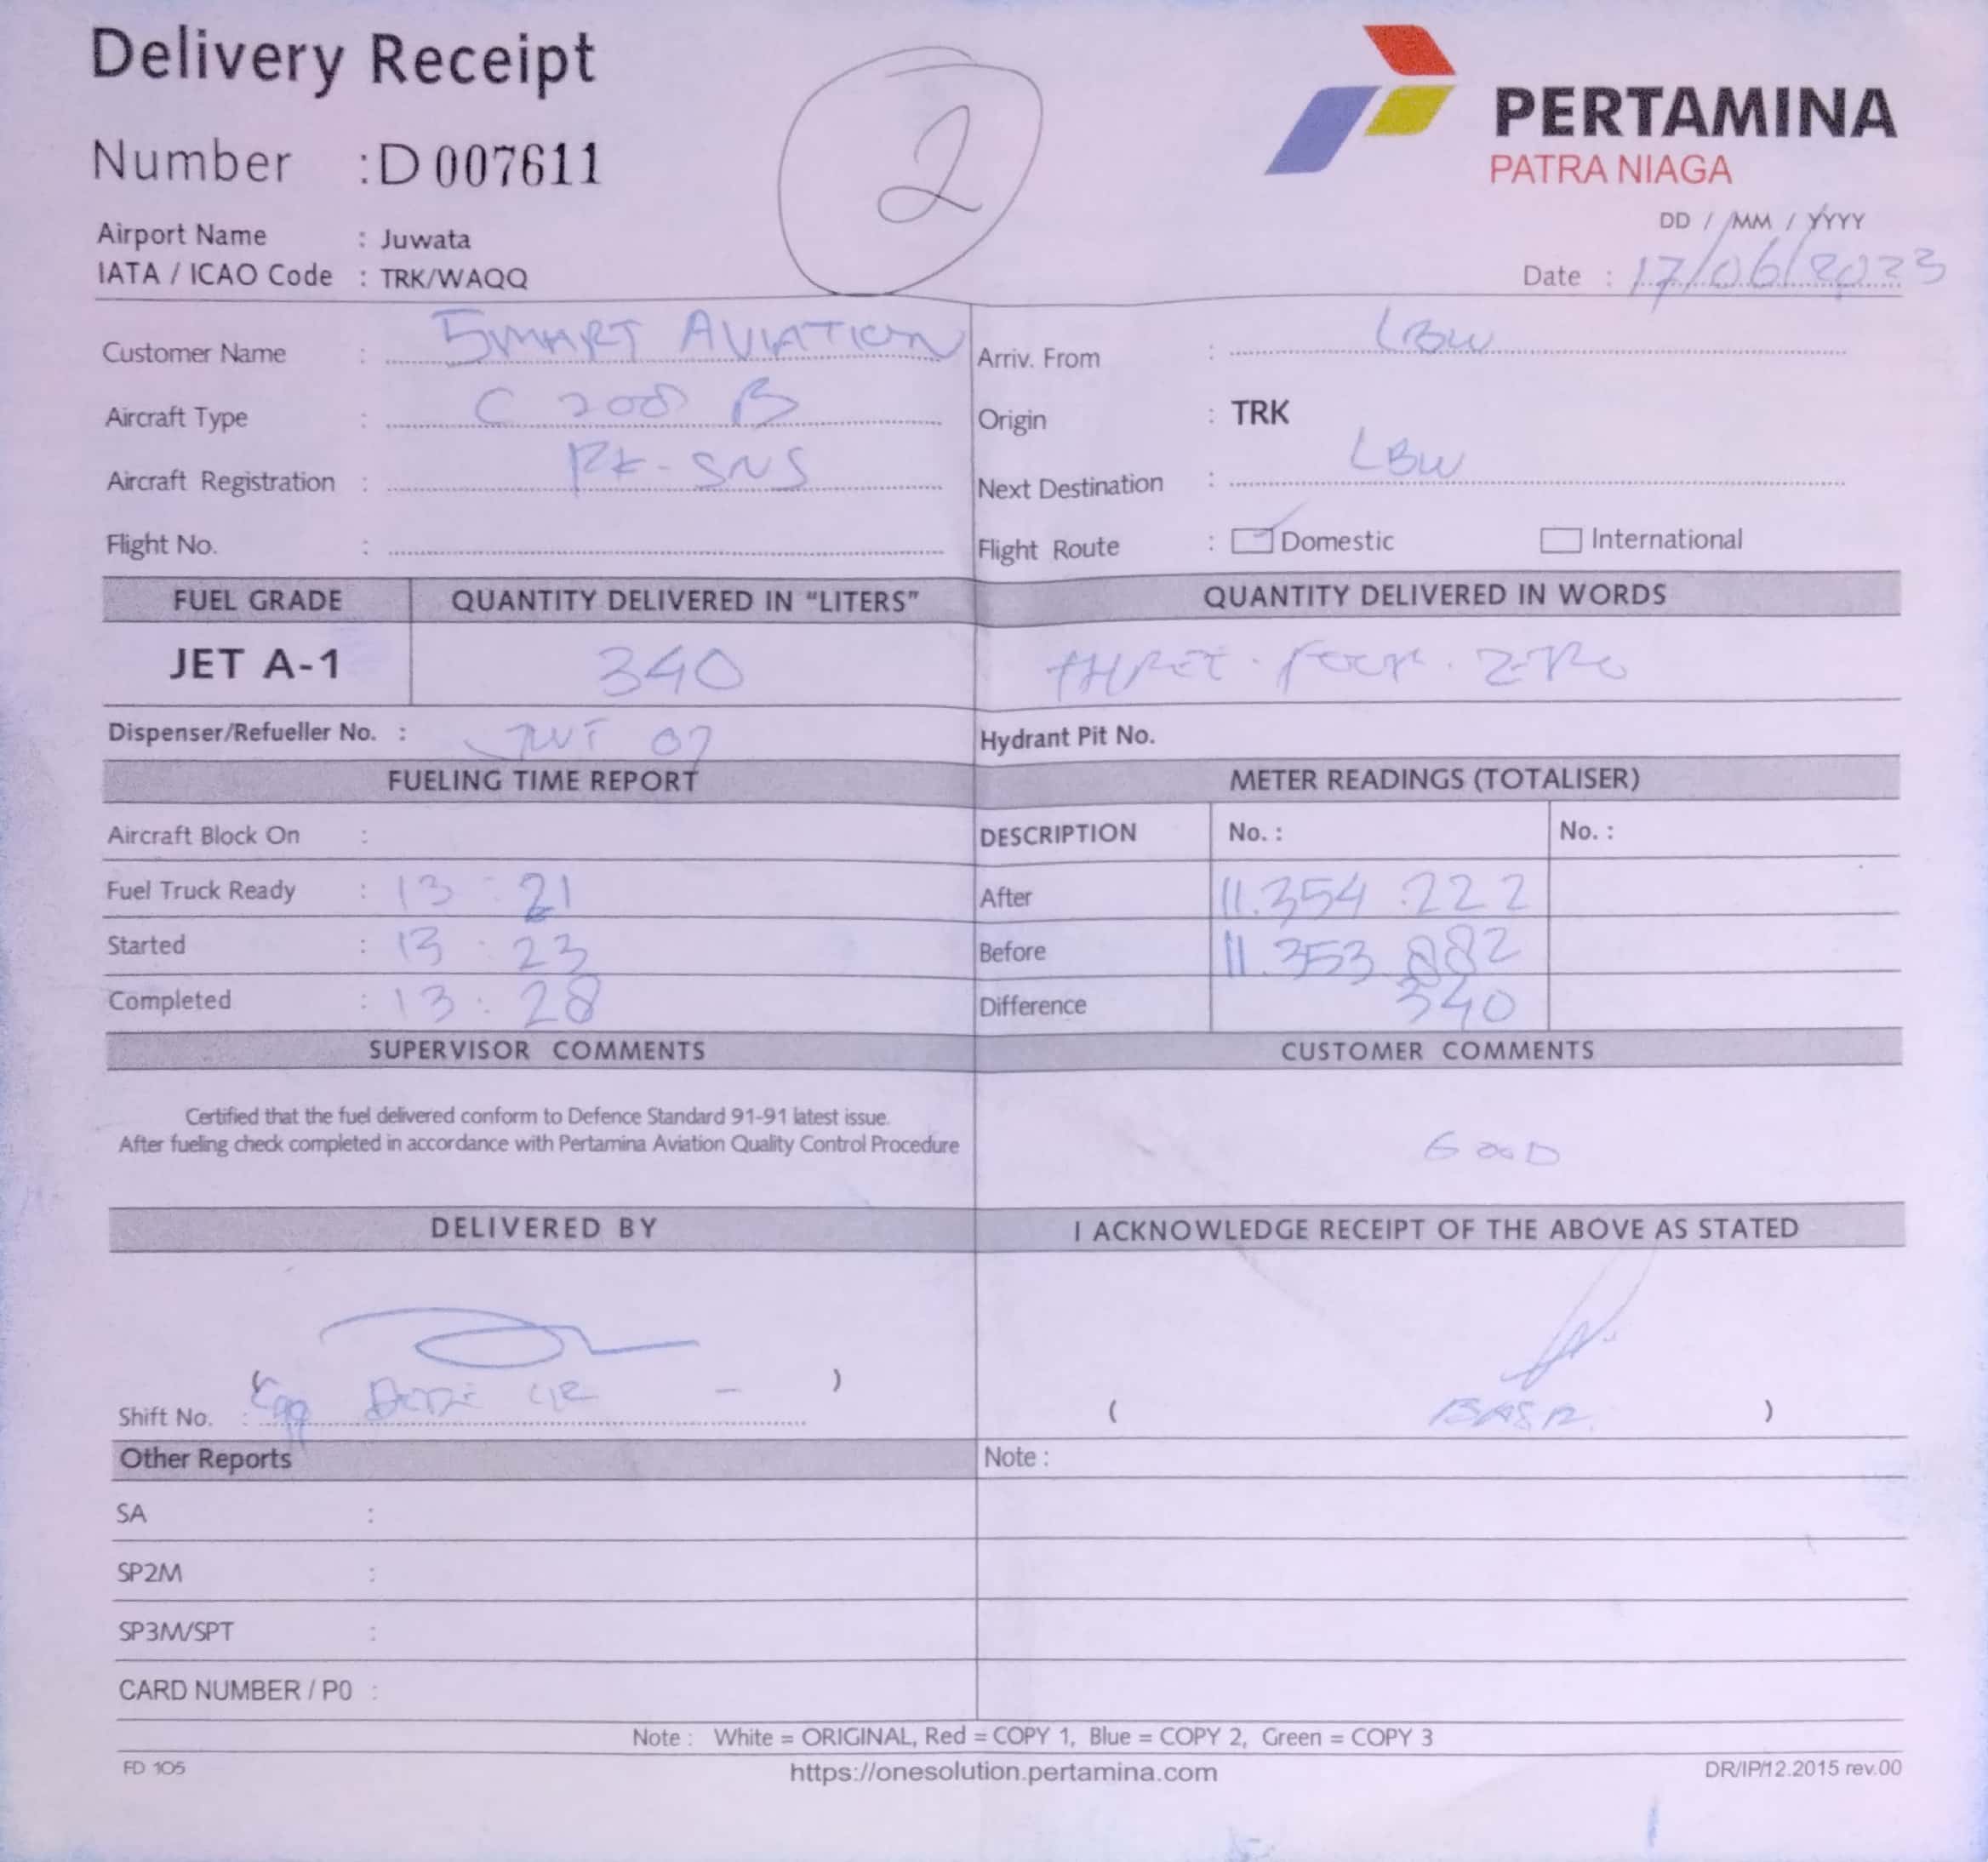 Delivery Receipt
2
PERTAMINA
PATRA NIAGA
Number : D 007611
DD / MM / YYYY
Airport Name : Juwata
Date : 17/06/2023
IATA / ICAO Code : TRK/WAQQ
Customer Name : SMART AVIATION
Arriv. From : LBW
Aircraft Type : C 208 B
Origin : TRK
Aircraft Registration : PK-SNS
Next Destination : LBW
Flight No. :
Flight Route : Domestic International
FUEL GRADE QUANTITY DELIVERED IN "LITERS" QUANTITY DELIVERED IN WORDS
JET A-1 340 THREE . FOUR . ZERO
Dispenser/Refueller No. : 07
Hydrant Pit No.
FUELING TIME REPORT METER READINGS (TOTALISER)
Aircraft Block On :
DESCRIPTION No. : No. :
Fuel Truck Ready : 13 : 21
After 11.354.222
Started : 13 : 23
Before 11.353.882
Completed : 13 : 28
Difference 340
SUPERVISOR COMMENTS CUSTOMER COMMENTS
Certified that the fuel delivered conform to Defence Standard 91-91 latest issue.
After fueling check completed in accordance with Pertamina Aviation Quality Control Procedure
GOOD
DELIVERED BY I ACKNOWLEDGE RECEIPT OF THE ABOVE AS STATED
( )
Shift No. :
( )
Other Reports Note :
SA :
SP2M :
SP3M/SPT :
CARD NUMBER / PO :
Note : White = ORIGINAL, Red = COPY 1, Blue = COPY 2, Green = COPY 3
FD 105 https://onesolution.pertamina.com DR/IP/12.2015 rev.00